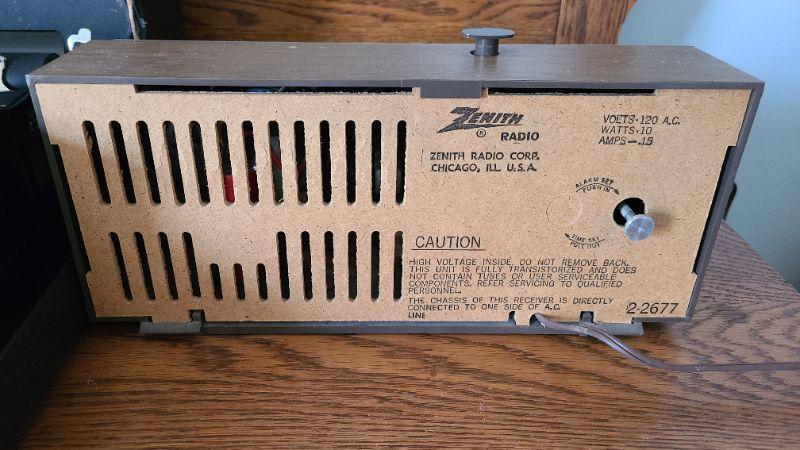 ZENITH
® RADIO
ZENITH RADIO CORP.
CHICAGO, ILL. U.S.A.
VOLTS-120 A.C.
WATTS-10
AMPS-.15
ALARM SET
PUSH IN
TIME SET
PULL OUT
CAUTION
HIGH VOLTAGE INSIDE. DO NOT REMOVE BACK.
THIS UNIT IS FULLY TRANSISTORIZED AND DOES
NOT CONTAIN TUBES OR USER SERVICEABLE
COMPONENTS. REFER SERVICING TO QUALIFIED
PERSONNEL.
THE CHASSIS OF THIS RECEIVER IS DIRECTLY
CONNECTED TO ONE SIDE OF A.C.
LINE
2-2677